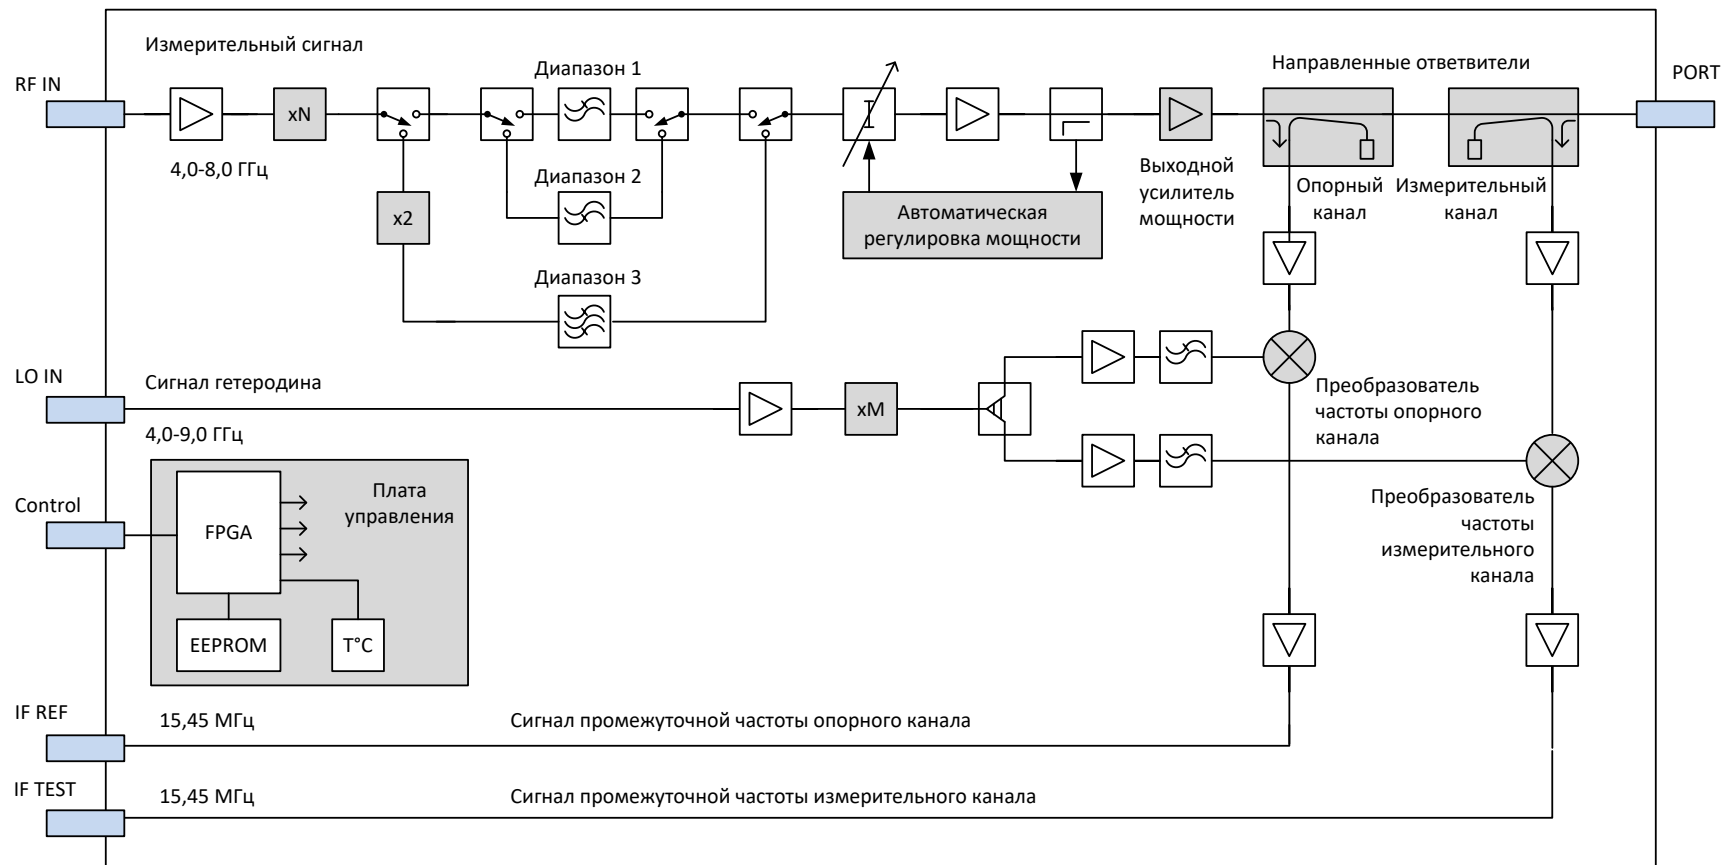 Измерительный сигнал
RF IN
Диапазон 1
Направленные ответвители
PORT
xN
4,0-8,0 ГГц
Диапазон 2
x2
Автоматическая
регулировка мощности
Выходной
усилитель
мощности
Опорный
канал
Измерительный
канал
Диапазон 3
LO IN
Сигнал гетеродина
xM
4,0-9,0 ГГц
Преобразователь
частоты опорного
канала
Control
FPGA
Плата
управления
EEPROM
T°C
Преобразователь
частоты
измерительного
канала
IF REF
15,45 МГц
Сигнал промежуточной частоты опорного канала
IF TEST
15,45 МГц
Сигнал промежуточной частоты измерительного канала